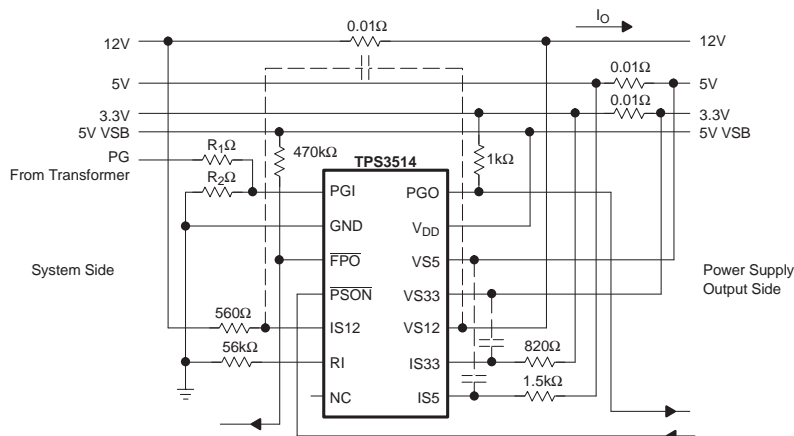 0.01Ω
I_O
12V
12V
5V
0.01Ω
5V
3.3V
0.01Ω
3.3V
5V VSB
5V VSB
PG
From Transformer
R₁Ω
470kΩ
TPS3514
1kΩ
R₂Ω
PGI
PGO
GND
V_DD
System Side
FPO
VS5
Power Supply
Output Side
PSON
VS33
560Ω
IS12
VS12
56kΩ
RI
IS33
820Ω
NC
IS5
1.5kΩ